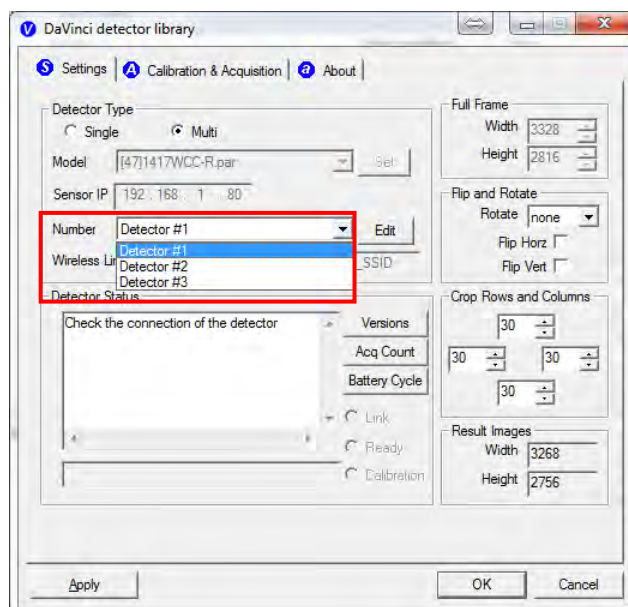 DaVinci detector library
Settings
Calibration & Acquisition
About
Detector Type
Single
Multi
Model
[47]1417WCC-R.par
Set
Sensor IP
192 . 168 . 1 . 80
Number
Detector #1
Edit
Detector #1
Detector #2
Detector #3
Wireless Lin
_SSID
Detector Status
Check the connection of the detector
Versions
Acq Count
Battery Cycle
Link
Ready
Calibration
Full Frame
Width 3328
Height 2816
Flip and Rotate
Rotate none
Flip Horz
Flip Vert
Crop Rows and Columns
30
30 30
30
Result Images
Width 3268
Height 2756
Apply
OK
Cancel